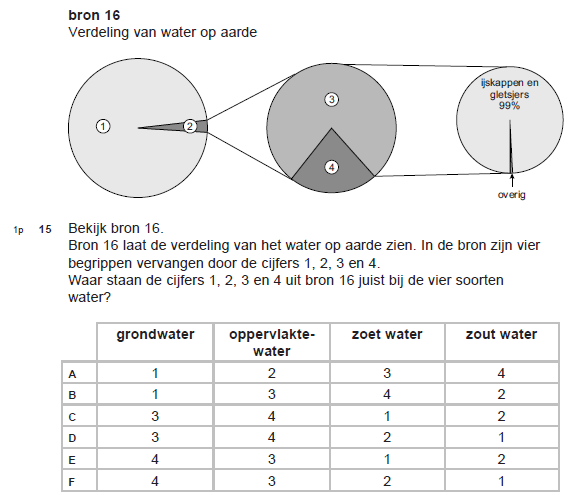 bron 16
Verdeling van water op aarde
1
2
3
4
ijskappen en
gletsjers
99%
overig
1p 15 Bekijk bron 16.
Bron 16 laat de verdeling van het water op aarde zien. In de bron zijn vier
begrippen vervangen door de cijfers 1, 2, 3 en 4.
Waar staan de cijfers 1, 2, 3 en 4 uit bron 16 juist bij de vier soorten
water?
grondwater oppervlakte- zoet water zout water
water
A 1 2 3 4
B 1 3 4 2
C 3 4 1 2
D 3 4 2 1
E 4 3 1 2
F 4 3 2 1